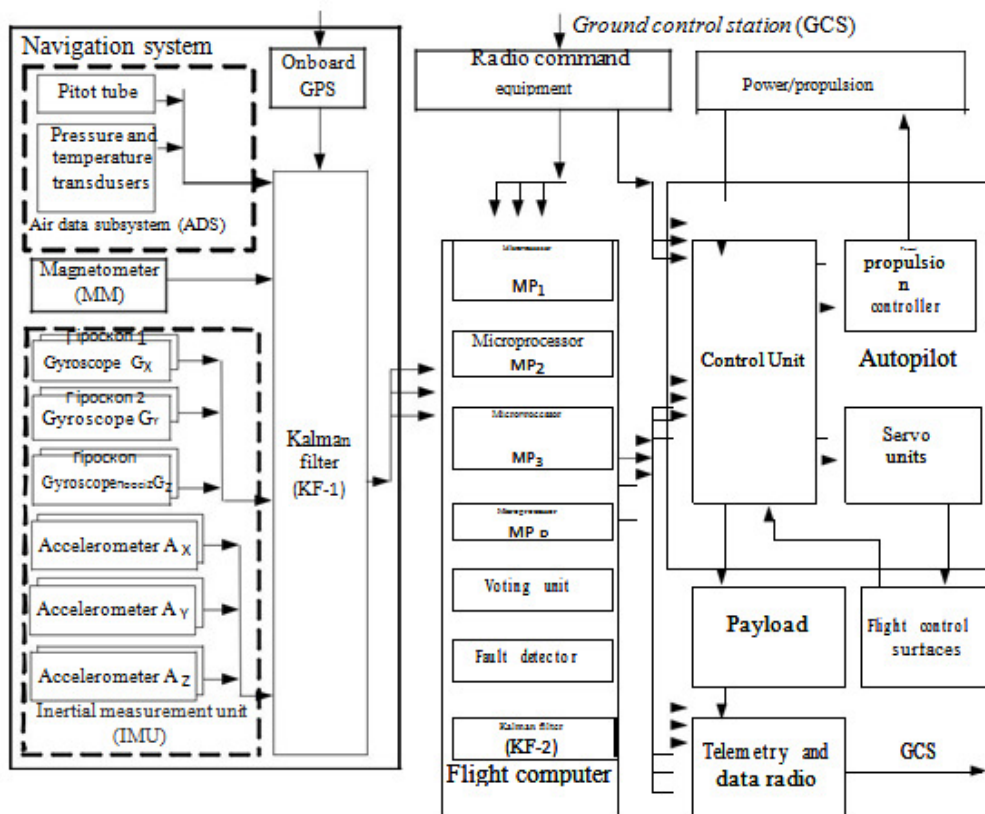 Navigation system
Pitot tube
Pressure and
temperature
transdusers
Air data subsystem (ADS)
Onboard
GPS
Magnetometer
(MM)
Гіроскоп 1
Gyroscope GX
Гіроскоп 2
Gyroscope GY
Гіроскоп
Gyroscope GZ
Accelerometer A X
Accelerometer A Y
Accelerometer A Z
Inertial measurement unit
(IMU)
Kalman
filter
(KF-1)
Ground control station (GCS)
Radio command
equipment
Microprocessor
MP1
Microprocessor
MP2
Microprocessor
MP3
Microprocessor
MP
Voting unit
Fault detector
Kalman filter
(KF-2)
Flight computer
Power/propulsion
Control Unit
propulsio
n
controller
Autopilot
Servo
units
Payload
Flight control
surfaces
Telemetry and
data radio
GCS